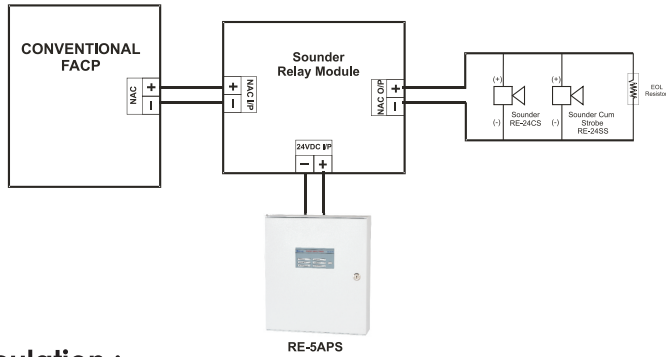 CONVENTIONAL
FACP
NAC
+
−
+
−
NAC I/P
Sounder
Relay Module
NAC O/P
+
−
24VDC I/P
− +
(+)
(-)
Sounder
RE-24CS
(+)
(-)
Sounder Cum
Strobe
RE-24SS
EOL
Resistor
RE-5APS